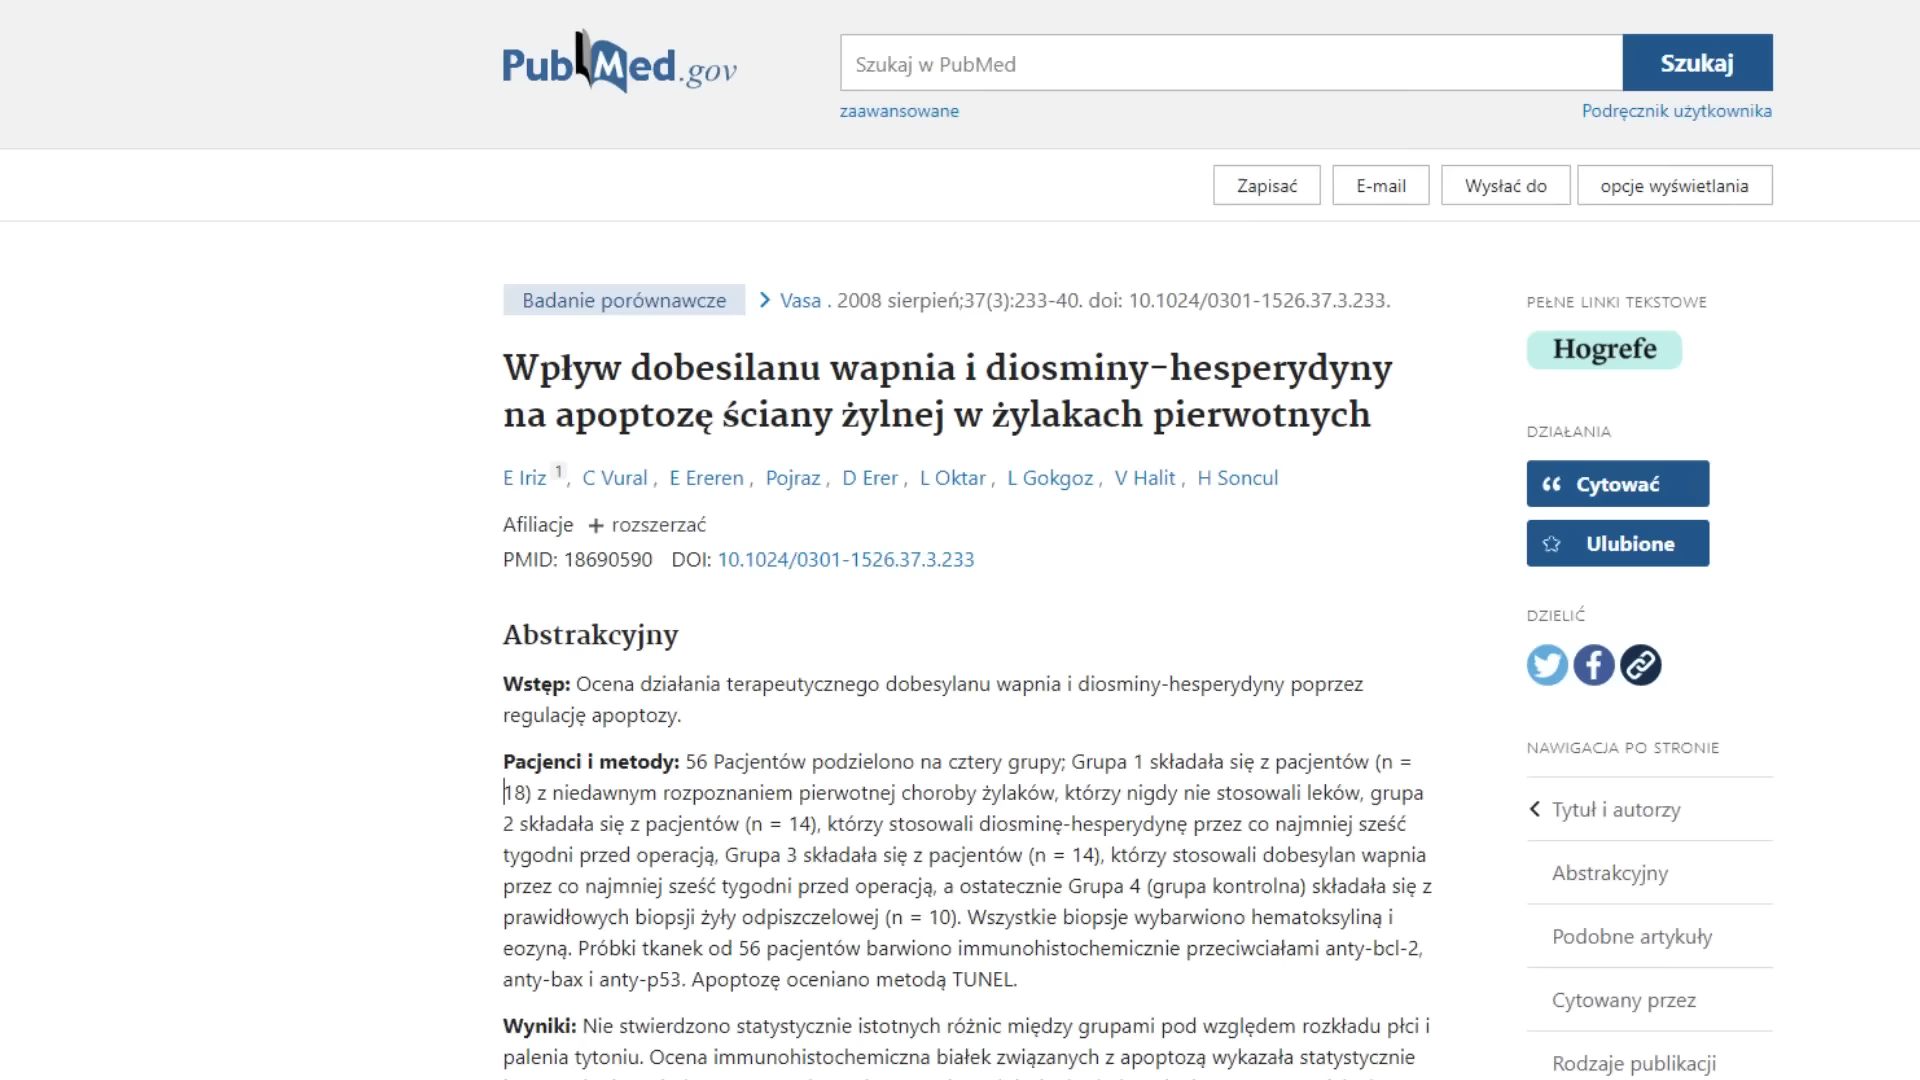 PubMed.gov
Szukaj w PubMed
Szukaj
zaawansowane
Podręcznik użytkownika
Zapisać
E-mail
Wysłać do
opcje wyświetlania
Badanie porównawcze
Vasa . 2008 sierpień;37(3):233-40. doi: 10.1024/0301-1526.37.3.233.
Wpływ dobesilanu wapnia i diosminy-hesperydyny
na apoptozę ściany żylnej w żylakach pierwotnych
E Iriz 1 , C Vural , E Ereren , Pojraz , D Erer , L Oktar , L Gokgoz , V Halit , H Soncul
Afiliacje + rozszerzać
PMID: 18690590 DOI: 10.1024/0301-1526.37.3.233
Abstrakcyjny
Wstęp: Ocena działania terapeutycznego dobesylanu wapnia i diosminy-hesperydyny poprzez
regulację apoptozy.
Pacjenci i metody: 56 Pacjentów podzielono na cztery grupy; Grupa 1 składała się z pacjentów (n =
18) z niedawnym rozpoznaniem pierwotnej choroby żylaków, którzy nigdy nie stosowali leków, grupa
2 składała się z pacjentów (n = 14), którzy stosowali diosminę-hesperydynę przez co najmniej sześć
tygodni przed operacją, Grupa 3 składała się z pacjentów (n = 14), którzy stosowali dobesylan wapnia
przez co najmniej sześć tygodni przed operacją, a ostatecznie Grupa 4 (grupa kontrolna) składała się z
prawidłowych biopsji żyły odpiszczelowej (n = 10). Wszystkie biopsje wybarwiono hematoksyliną i
eozyną. Próbki tkanek od 56 pacjentów barwiono immunohistochemicznie przeciwciałami anty-bcl-2,
anty-bax i anty-p53. Apoptozę oceniano metodą TUNEL.
Wyniki: Nie stwierdzono statystycznie istotnych różnic między grupami pod względem rozkładu płci i
palenia tytoniu. Ocena immunohistochemiczna białek związanych z apoptozą wykazała statystycznie
PEŁNE LINKI TEKSTOWE
Hogrefe
DZIAŁANIA
Cytować
Ulubione
DZIELIĆ
NAWIGACJA PO STRONIE
Tytuł i autorzy
Abstrakcyjny
Podobne artykuły
Cytowany przez
Rodzaje publikacji